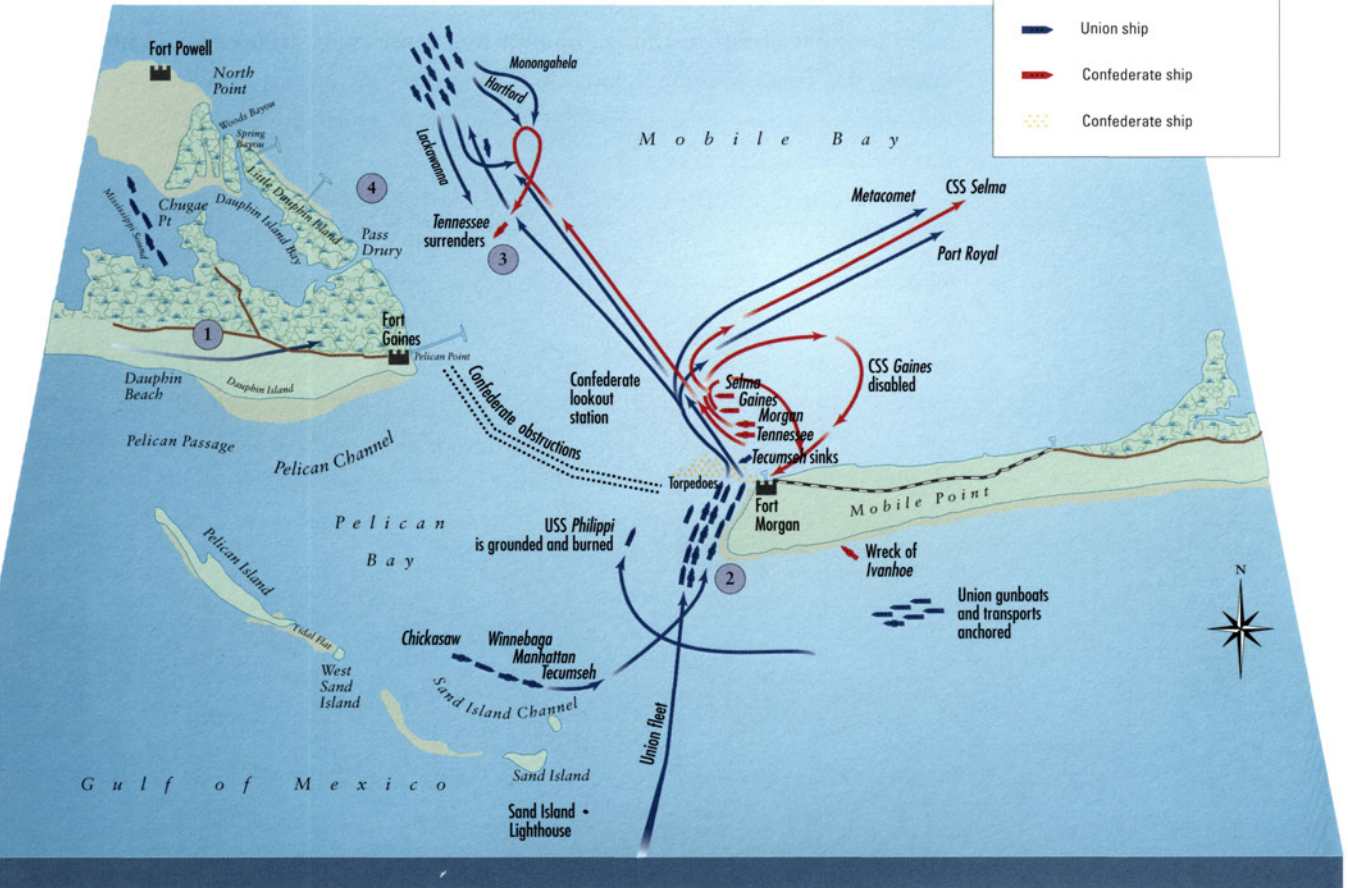 Union ship
Confederate ship
Confederate ship
Fort Powell
North
Point
Woods Bayou
Spring
Bayou
Little Dauphin Island
Mississippi Sound
Chugae
Pt
Dauphin Island Bay
Pass
Drury
4
Monongahela
Hartford
Lackawanna
Tennessee
surrenders
3
Mobile Bay
Metacomet
CSS Selma
Port Royal
1
Fort
Gaines
Pelican Point
Dauphin
Beach
Dauphin Island
Pelican Passage
Pelican Channel
Confederate obstructions
Confederate
lookout
station
CSS Gaines
disabled
Selma
Gaines
Morgan
Tennessee
Tecumseh sinks
Torpedoes
Fort
Morgan
Mobile Point
Pelican
Bay
USS Philippi
is grounded and burned
2
Wreck of
Ivanhoe
Union gunboats
and transports
anchored
N
Pelican Island
Tidal Flat
West
Sand
Island
Chickasaw
Winnebaga
Manhattan
Tecumseh
Sand Island Channel
Union fleet
Gulf of Mexico
Sand Island
Sand Island
Lighthouse